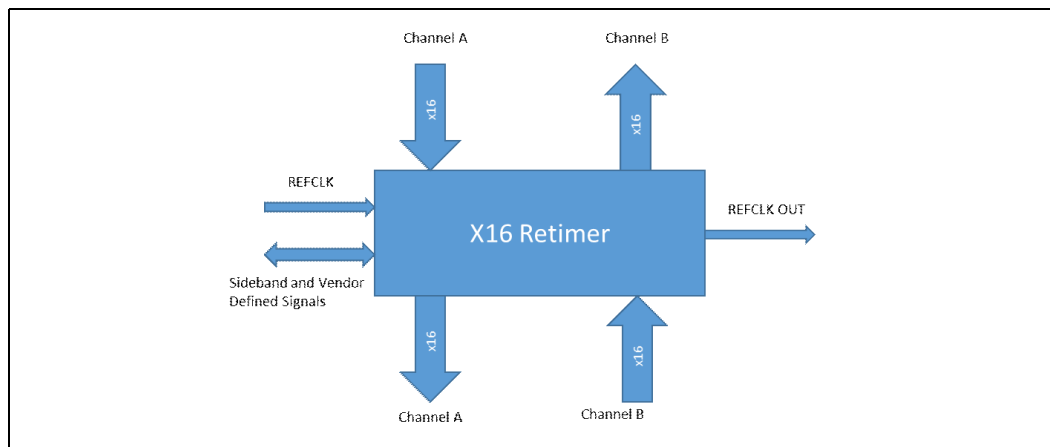 Channel A
Channel B
x16
x16
REFCLK
REFCLK OUT
X16 Retimer
Sideband and Vendor
Defined Signals
x16
x16
Channel A
Channel B